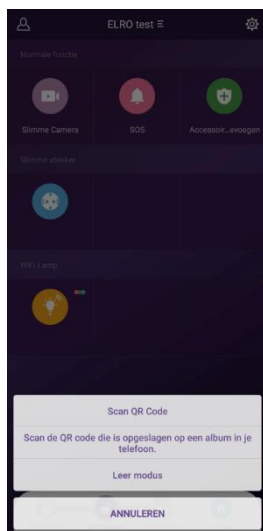 ELRO test
Normale functie
Slimme Camera
SOS
Accessoir...evoegen
Slimme stekker
WiFi Lamp
Scan QR Code
Scan de QR code die is opgeslagen op een album in je
telefoon.
Leer modus
ANNULEREN